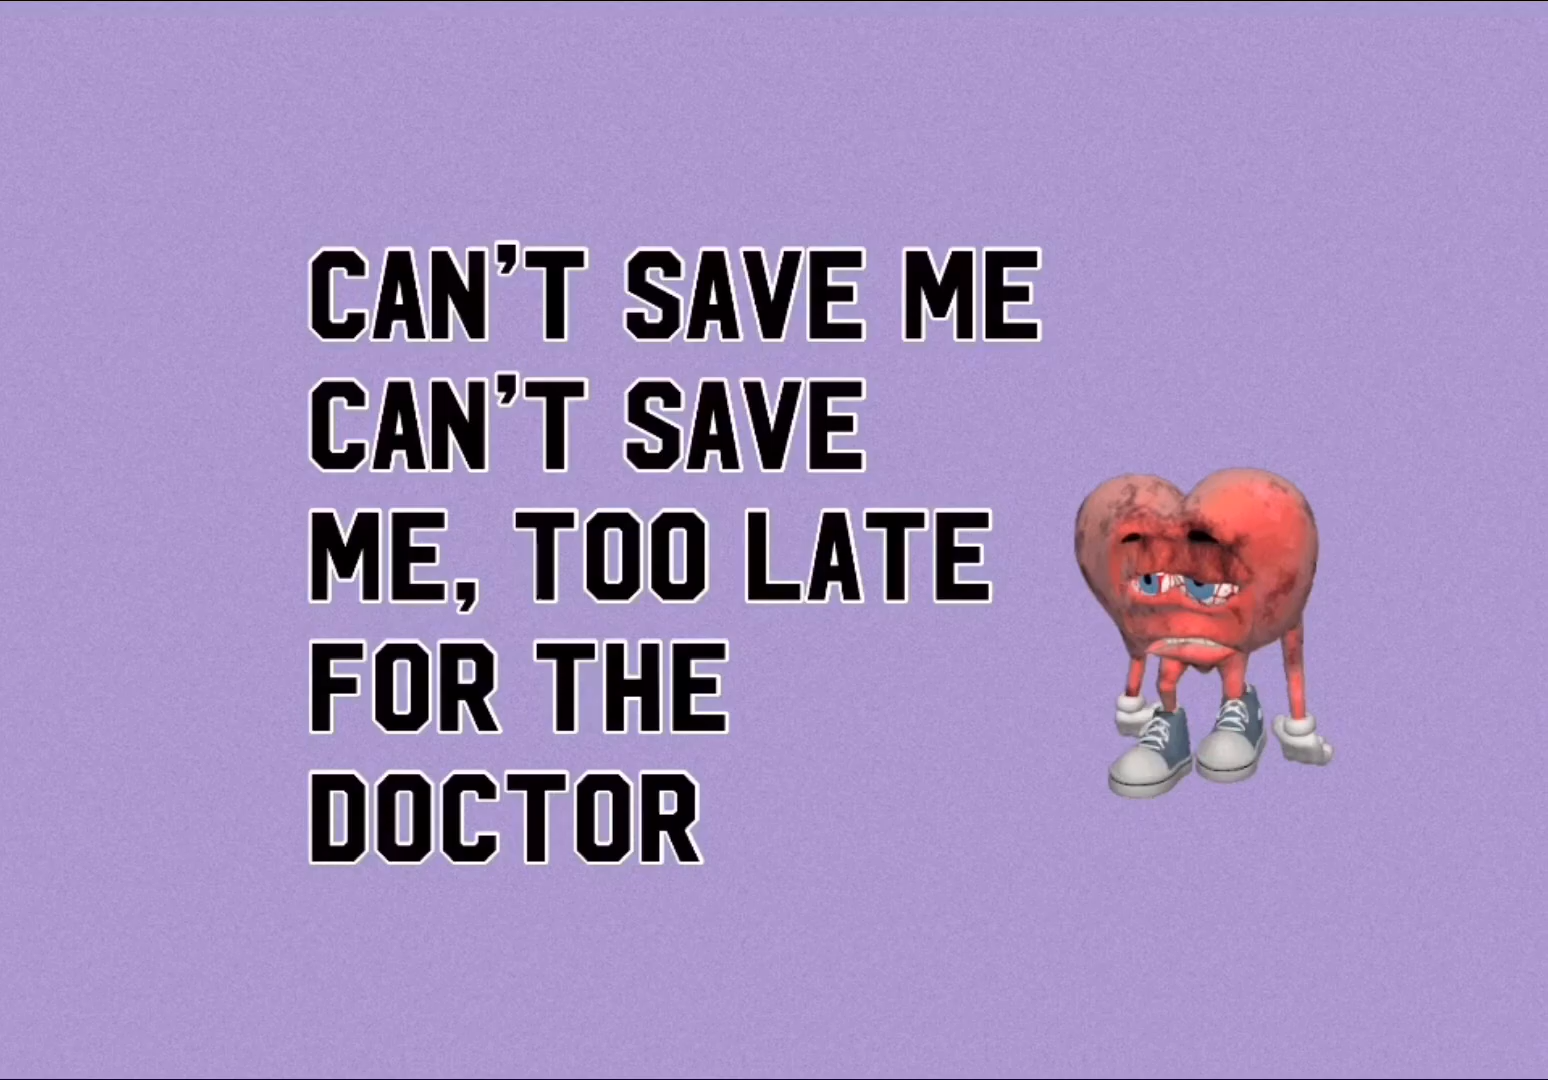 CAN'T SAVE ME
CAN'T SAVE
ME, TOO LATE
FOR THE
DOCTOR